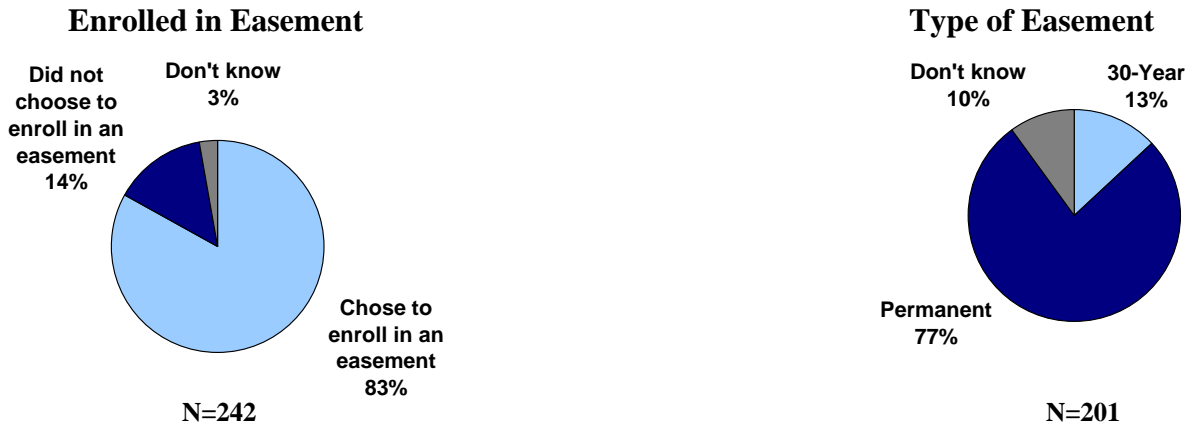 Enrolled in Easement
Did not
choose to
enroll in an
easement
14%
Don't know
3%
Chose to
enroll in an
easement
83%
N=242
Type of Easement
Don't know
10%
30-Year
13%
Permanent
77%
N=201